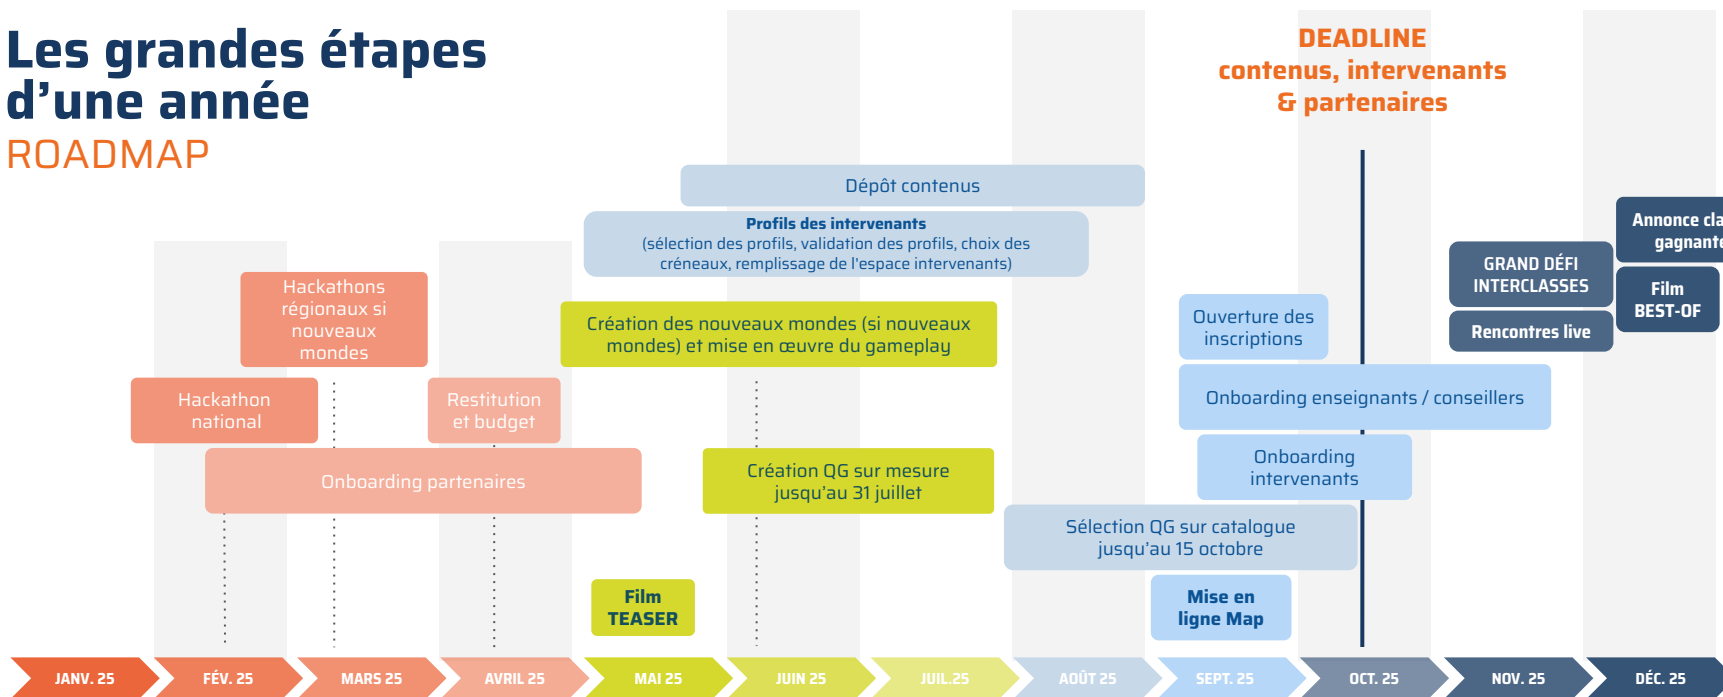 Les grandes étapes
d'une année
ROADMAP
DEADLINE
contenus, intervenants
& partenaires
Dépôt contenus
Profils des intervenants
(sélection des profils, validation des profils, choix des
créneaux, remplissage de l'espace intervenants)
Annonce
gagnante
Hackathons
régionaux si
nouveaux
mondes
GRAND DÉFI
INTERCLASSES
Film
BEST-OF
Rencontres live
Création des nouveaux mondes (si nouveaux
mondes) et mise en œuvre du gameplay
Ouverture des
inscriptions
Hackathon
national
Restitution
et budget
Onboarding enseignants / conseillers
Onboarding partenaires
Création QG sur mesure
jusqu'au 31 juillet
Onboarding
intervenants
Sélection QG sur catalogue
jusqu'au 15 octobre
Film
TEASER
Mise en
ligne Map
JANV. 25
FÉV. 25
MARS 25
AVRIL 25
MAI 25
JUIN 25
JUIL.25
AOÛT 25
SEPT. 25
OCT. 25
NOV. 25
DÉC. 25